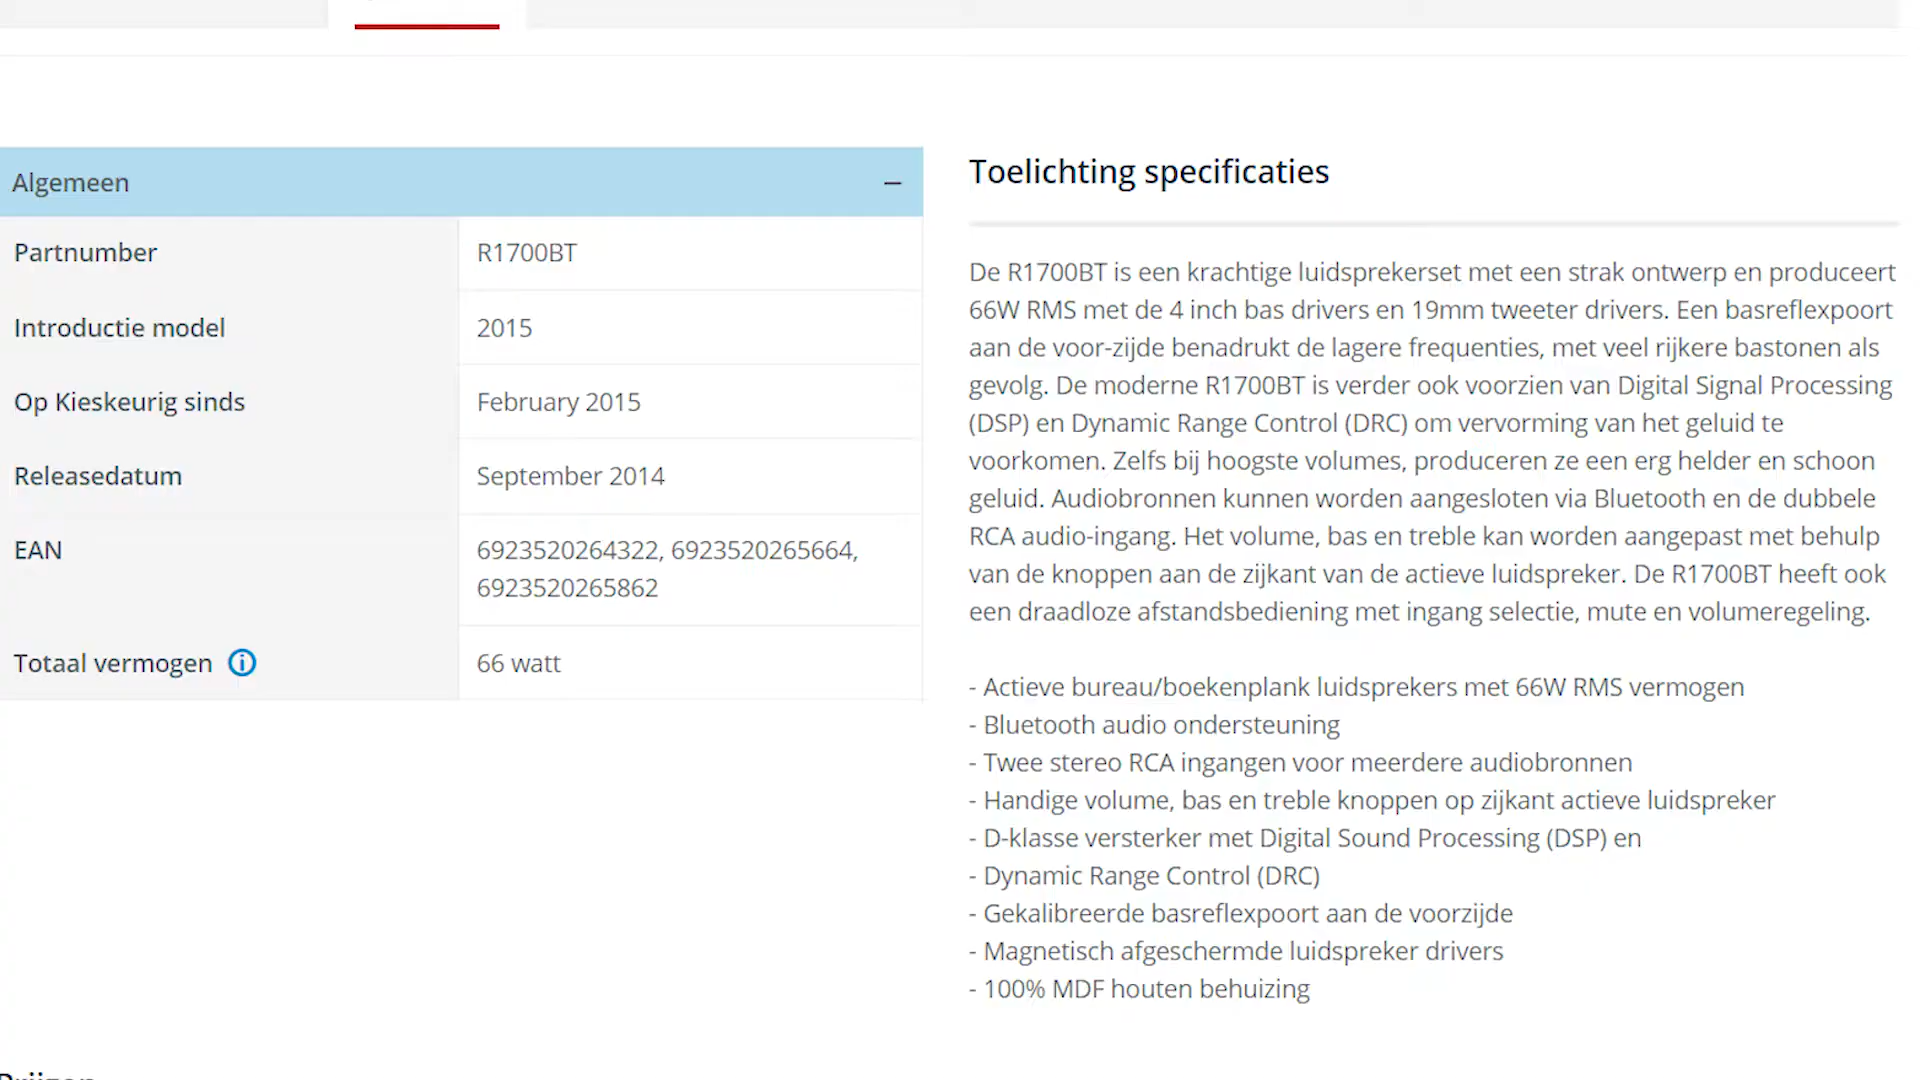 Algemeen
Partnumber
R1700BT
Introductie model
2015
Op Kieskeurig sinds
February 2015
Releasedatum
September 2014
EAN
6923520264322, 6923520265664,
6923520265862
Totaal vermogen
66 watt
Toelichting specificaties
De R1700BT is een krachtige luidsprekerset met een strak ontwerp en produceert
66W RMS met de 4 inch bas drivers en 19mm tweeter drivers. Een basreflexpoort
aan de voor-zijde benadrukt de lagere frequenties, met veel rijkere bastonen als
gevolg. De moderne R1700BT is verder ook voorzien van Digital Signal Processing
(DSP) en Dynamic Range Control (DRC) om vervorming van het geluid te
voorkomen. Zelfs bij hoogste volumes, produceren ze een erg helder en schoon
geluid. Audiobronnen kunnen worden aangesloten via Bluetooth en de dubbele
RCA audio-ingang. Het volume, bas en treble kan worden aangepast met behulp
van de knoppen aan de zijkant van de actieve luidspreker. De R1700BT heeft ook
een draadloze afstandsbediening met ingang selectie, mute en volumeregeling.
- Actieve bureau/boekenplank luidsprekers met 66W RMS vermogen
- Bluetooth audio ondersteuning
- Twee stereo RCA ingangen voor meerdere audiobronnen
- Handige volume, bas en treble knoppen op zijkant actieve luidspreker
- D-klasse versterker met Digital Sound Processing (DSP) en
- Dynamic Range Control (DRC)
- Gekalibreerde basreflexpoort aan de voorzijde
- Magnetisch afgeschermde luidspreker drivers
- 100% MDF houten behuizing